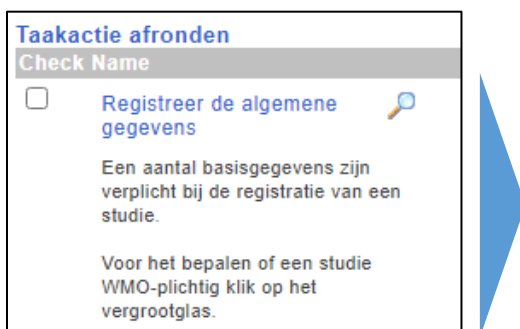 Taakactie afronden
Check Name
Registreer de algemene
gegevens
Een aantal basisgegevens zijn
verplicht bij de registratie van een
studie.
Voor het bepalen of een studie
WMO-plichtig klik op het
vergrootglas.